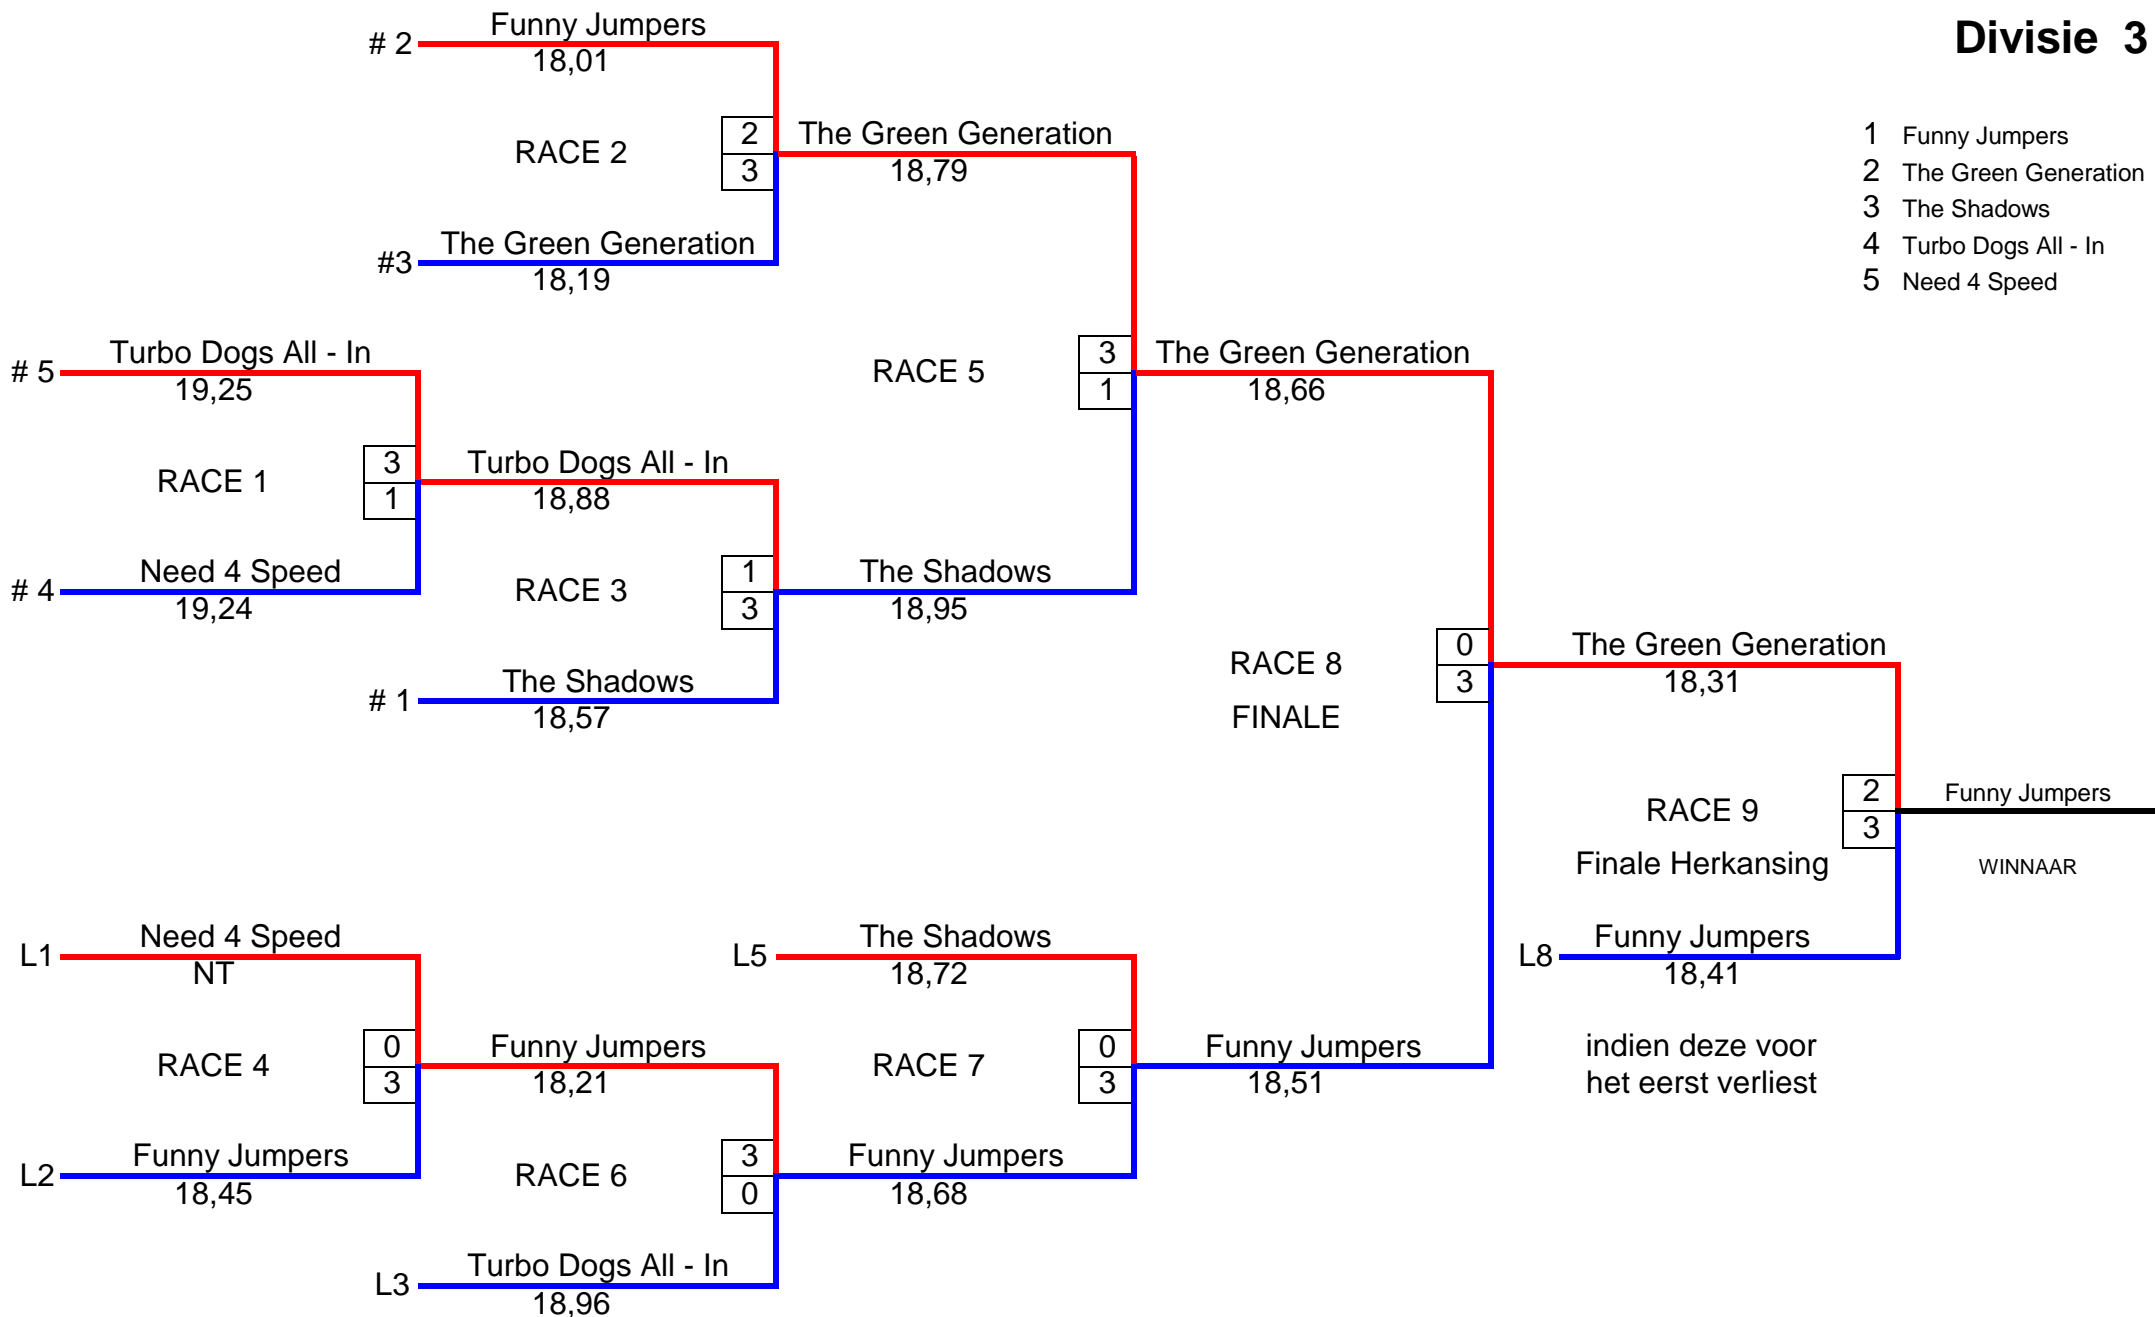 Divisie 3
# 2
Funny Jumpers
18,01
RACE 2
2
3
#3
The Green Generation
18,19
The Green Generation
18,79
1 Funny Jumpers
2 The Green Generation
3 The Shadows
4 Turbo Dogs All - In
5 Need 4 Speed
# 5
Turbo Dogs All - In
19,25
RACE 1
3
1
# 4
Need 4 Speed
19,24
Turbo Dogs All - In
18,88
RACE 3
1
3
# 1
The Shadows
18,57
RACE 5
3
1
The Shadows
18,95
The Green Generation
18,66
RACE 8
FINALE
0
3
The Green Generation
18,31
RACE 9
Finale Herkansing
2
3
Funny Jumpers
WINNAAR
L8
Funny Jumpers
18,41
indien deze voor
het eerst verliest
L1
Need 4 Speed
NT
RACE 4
0
3
L2
Funny Jumpers
18,45
Funny Jumpers
18,21
RACE 6
3
0
L3
Turbo Dogs All - In
18,96
L5
The Shadows
18,72
RACE 7
0
3
Funny Jumpers
18,68
Funny Jumpers
18,51